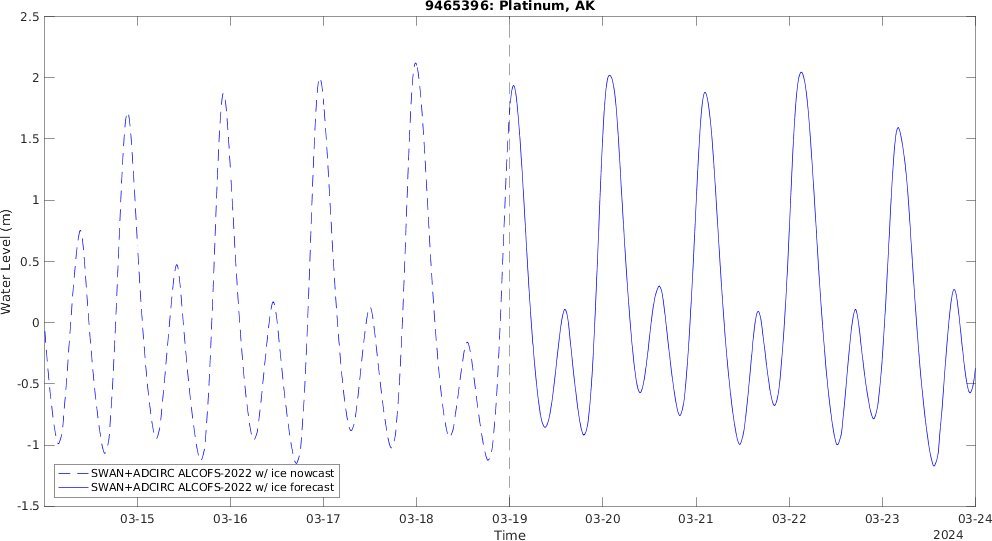 9465396: Platinum, AK
2.5
2
1.5
1
0.5
0
-0.5
-1
-1.5
Water Level (m)
SWAN+ADCIRC ALCOFS-2022 w/ ice nowcast
SWAN+ADCIRC ALCOFS-2022 w/ ice forecast
03-15 03-16 03-17 03-18 03-19 03-20 03-21 03-22 03-23 03-24
Time
2024